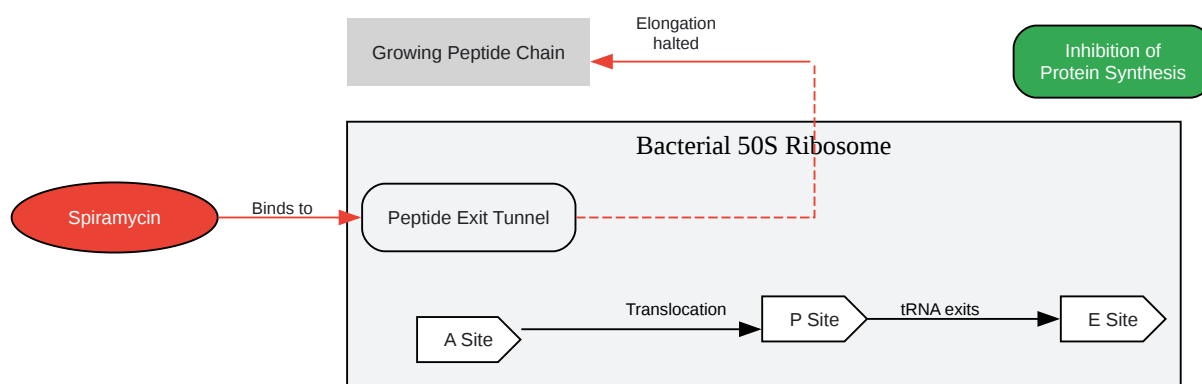 Elongation
halted
Growing Peptide Chain
Inhibition of
Protein Synthesis
Bacterial 50S Ribosome
Spiramycin
Binds to
Peptide Exit Tunnel
Translocation
tRNA exits
A Site
P Site
E Site